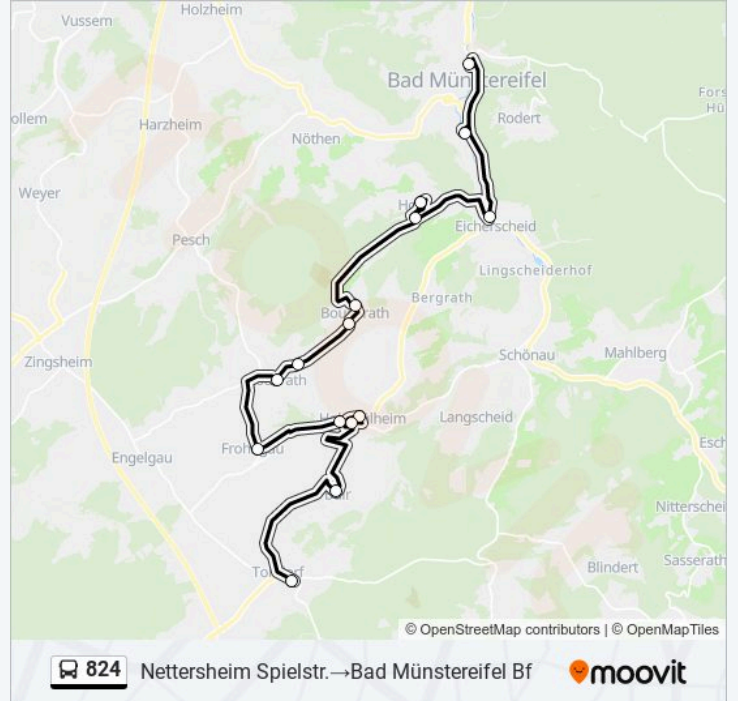 Vussem
Holzheim
Bad Münstereifel
ollem
Harzheim
Rodert
Fors
Hü
Nöthen
Weyer
Pesch
Eicherscheid
Lingscheiderhof
Bergrath
Zingsheim
Schönau
Mahlberg
Langscheid
Engelgau
Esch
Nitterschei
Sasserath
Blindert
© OpenStreetMap contributors | © OpenMapTiles
824 Nettersheim Spielstr.→Bad Münstereifel Bf moovit